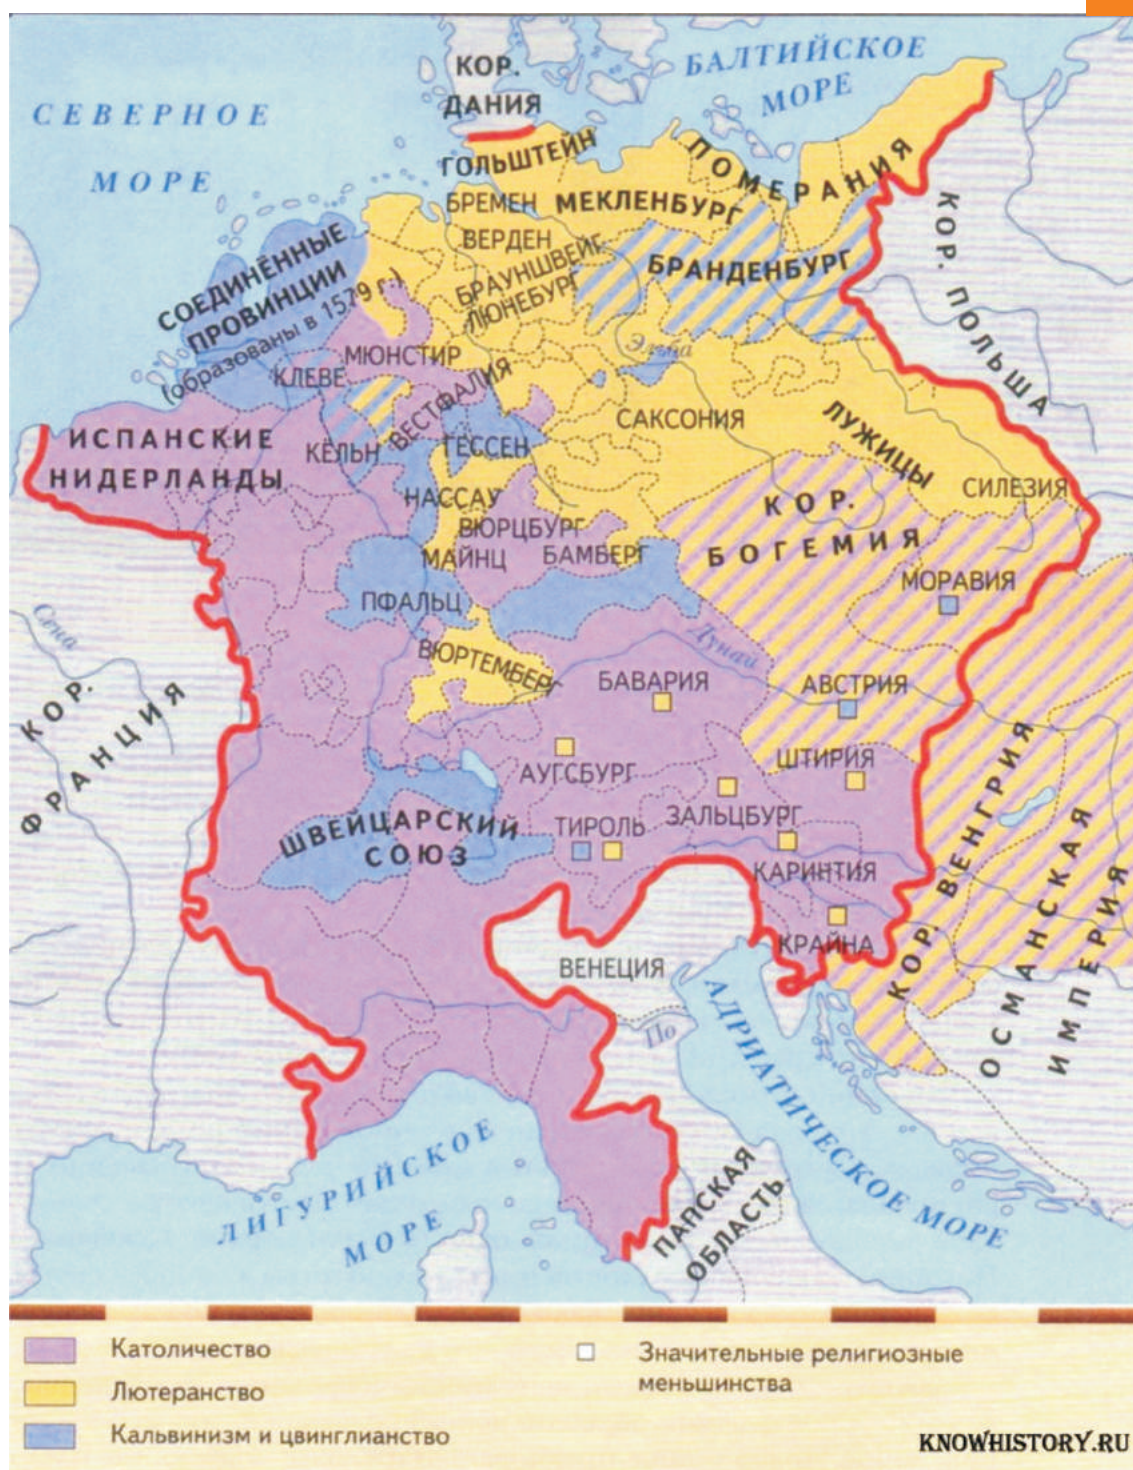 КОР.
ДАНИЯ
БАЛТИЙСКОЕ
МОРЕ
СЕВЕРНОЕ
МОРЕ
ГОЛЬШТЕЙН
ПОМЕРАНИЯ
БРЕМЕН
МЕКЛЕНБУРГ
ВЕРДЕН
БРАУНШВЕЙГ
ЛЮНЕБУРГ
БРАНДЕНБУРГ
КОР. ПОЛЬША
СОЕДИНЁННЫЕ
ПРОВИНЦИИ
(образованы в 1579 г.)
Эльба
МЮНСТИР
КЛЕВЕ
ВЕСТФАЛИЯ
САКСОНИЯ
ЛУЖИЦЫ
ИСПАНСКИЕ
НИДЕРЛАНДЫ
КЁЛЬН
ГЕССЕН
СИЛЕЗИЯ
НАССАУ
КОР.
БОГЕМИЯ
ВЮРЦБУРГ
МАЙНЦ
БАМБЕРГ
МОРАВИЯ
ПФАЛЬЦ
Сена
Дунай
ВЮРТЕМБЕРГ
БАВАРИЯ
АВСТРИЯ
КОР.
ФРАНЦИЯ
АУГСБУРГ
ШТИРИЯ
ШВЕЙЦАРСКИЙ
СОЮЗ
ТИРОЛЬ
ЗАЛЬЦБУРГ
КАРИНТИЯ
КОР. ВЕНГРИЯ
ОСМАНСКАЯ
ИМПЕРИЯ
КРАЙНА
ВЕНЕЦИЯ
По
АДРИАТИЧЕСКОЕ МОРЕ
ЛИГУРИЙСКОЕ
МОРЕ
ПАПСКАЯ
ОБЛАСТЬ
Католичество
Лютеранство
Кальвинизм и цвинглианство
Значительные религиозные
меньшинства
KNOWHISTORY.RU